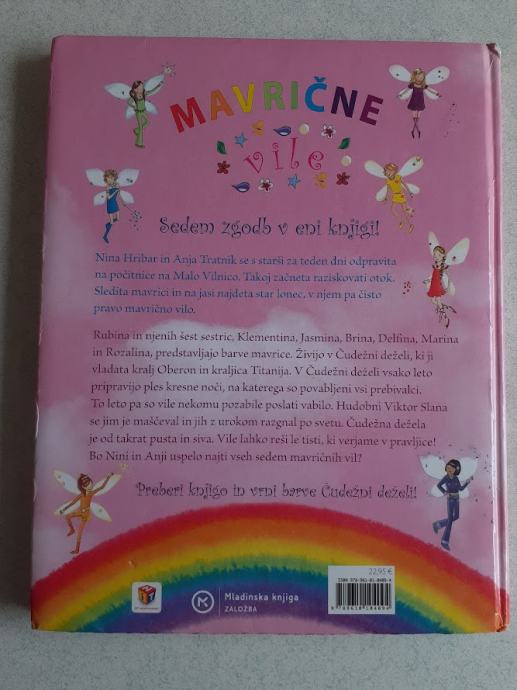 MAVRIČNE
vile
Sedem zgodb v eni knjigi!
Nina Hribar in Anja Tratnik se s starši za teden dni odpravita
na počitnice na Malo Vilnico. Takoj začneta raziskovati otok.
Sledita mavrici in na jasi najdeta star lonec, v njem pa čisto
pravo mavrično vilo.
Rubina in njenih šest sestric, Klementina, Jasmina, Brina, Delfina, Marina
in Rozalina, predstavljajo barve mavrice. Živijo v Čudežni deželi, ki ji
vladata kralj Oberon in kraljica Titanija. V Čudežni deželi vsako leto
pripravijo ples kresne noči, na katerega so povabljeni vsi prebivalci.
To leto pa so vile nekomu pozabile poslati vabilo. Hudobni Viktor Slana
se jim je maščeval in jih z urokom razgnal po svetu. Čudežna dežela
je od takrat pusta in siva. Vile lahko reši le tisti, ki verjame v pravljice!
Bo Nini in Anji uspelo najti vseh sedem mavričnih vil?
Preberi knjigo in vrni barve Čudežni deželi!
22,95 €
Mladinska knjiga
ZALOŽBA